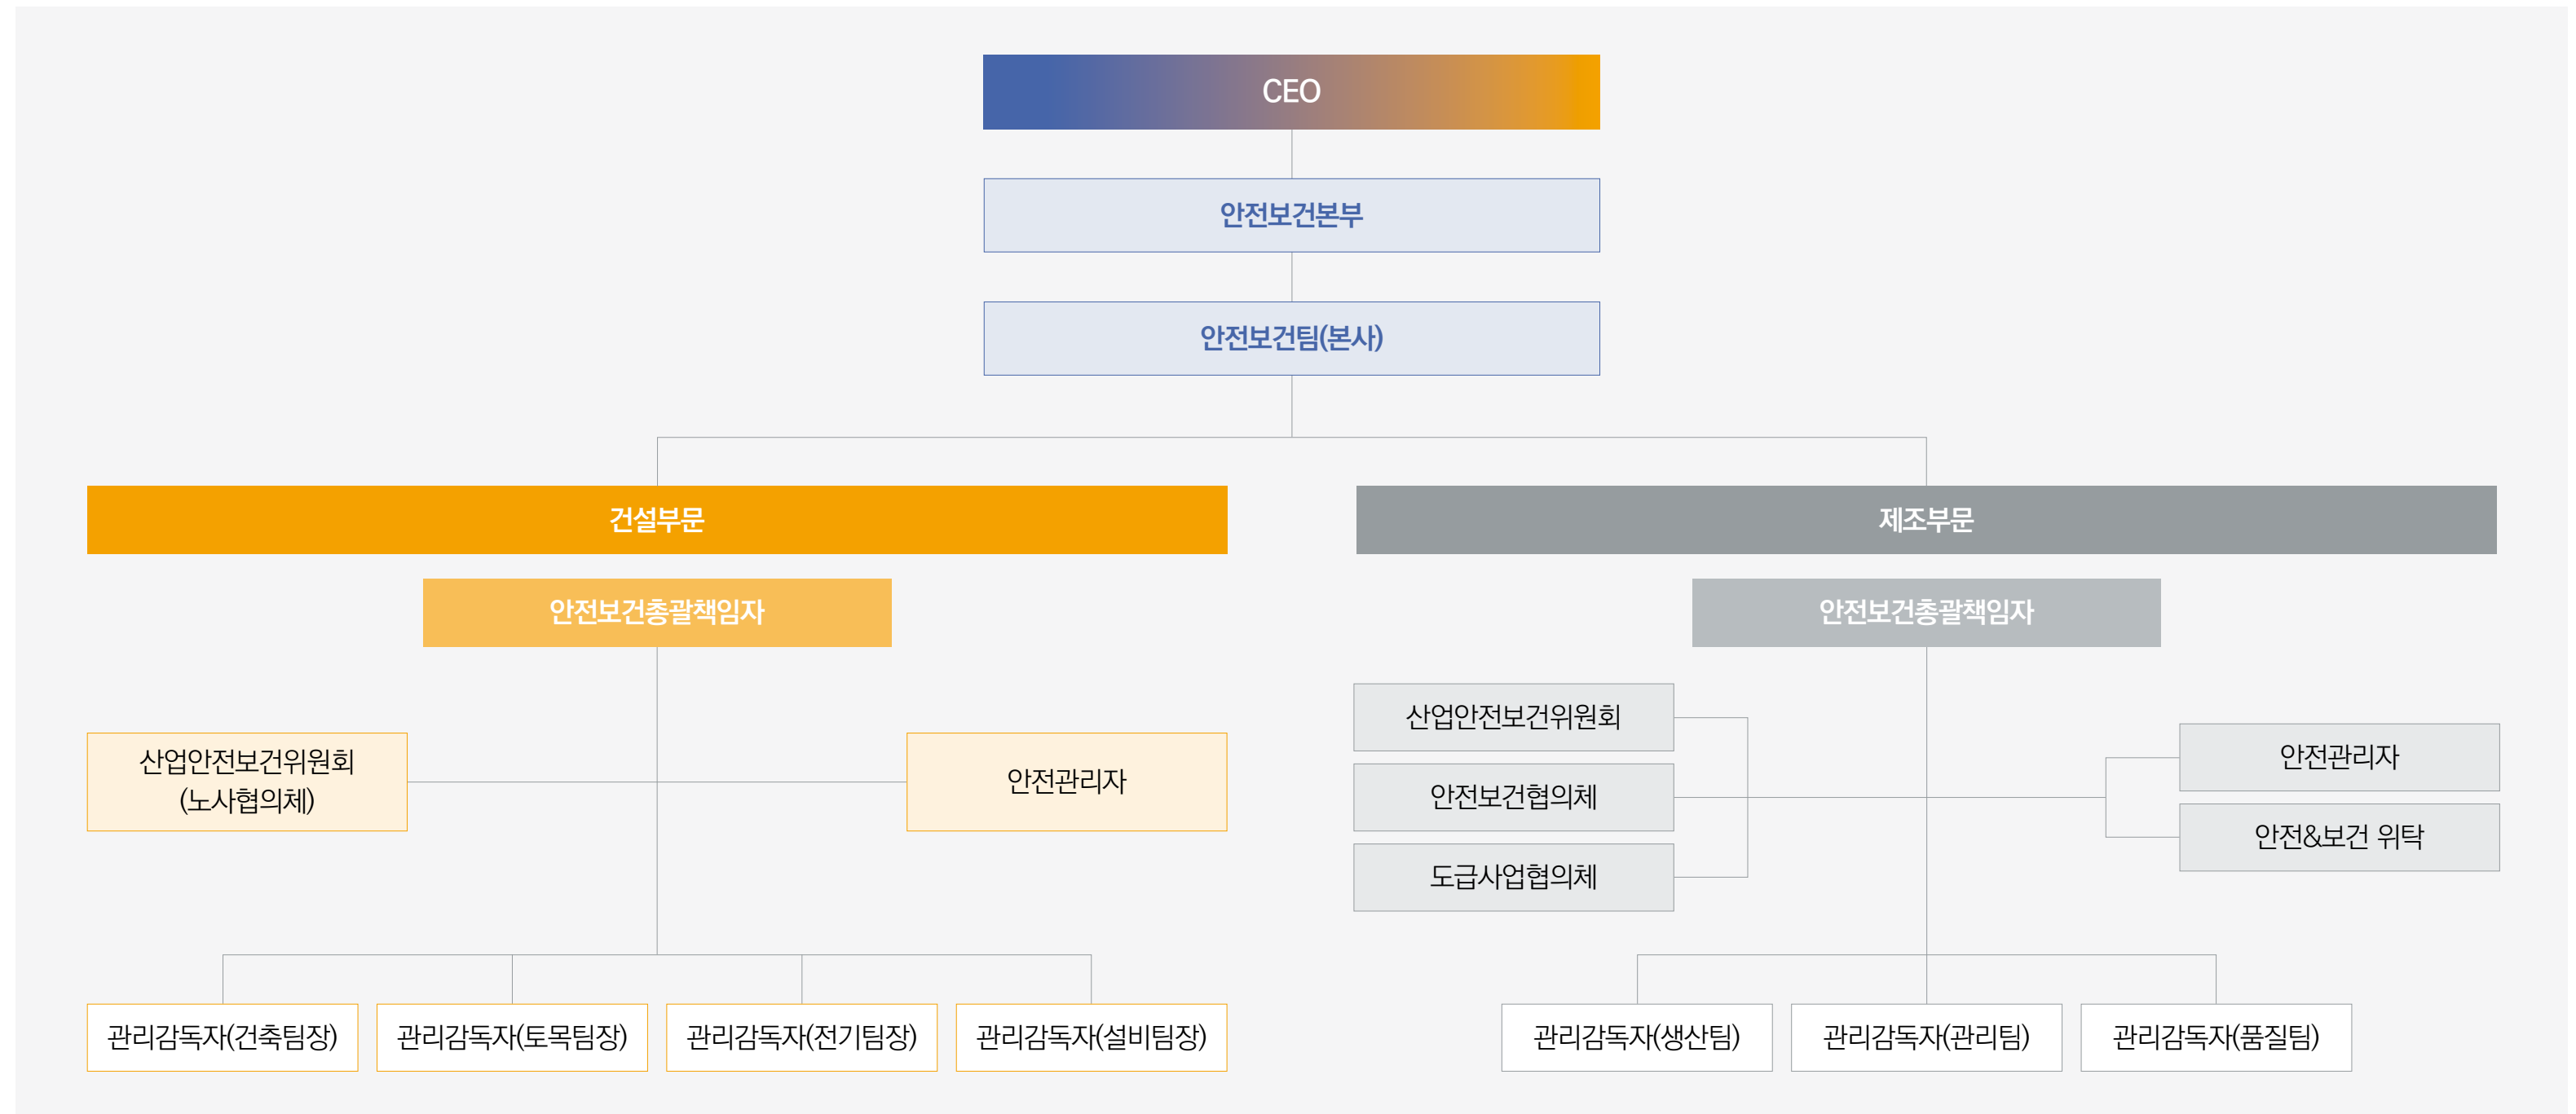 CEO
안전보건본부
안전보건팀(본사)
건설부문
안전보건총괄책임자
산업안전보건위원회
(노사협의체)
안전관리자
관리감독자(건축팀장)
관리감독자(토목팀장)
관리감독자(전기팀장)
관리감독자(설비팀장)
제조부문
안전보건총괄책임자
산업안전보건위원회
안전보건협의체
도급사업협의체
안전관리자
안전&보건 위탁
관리감독자(생산팀)
관리감독자(관리팀)
관리감독자(품질팀)